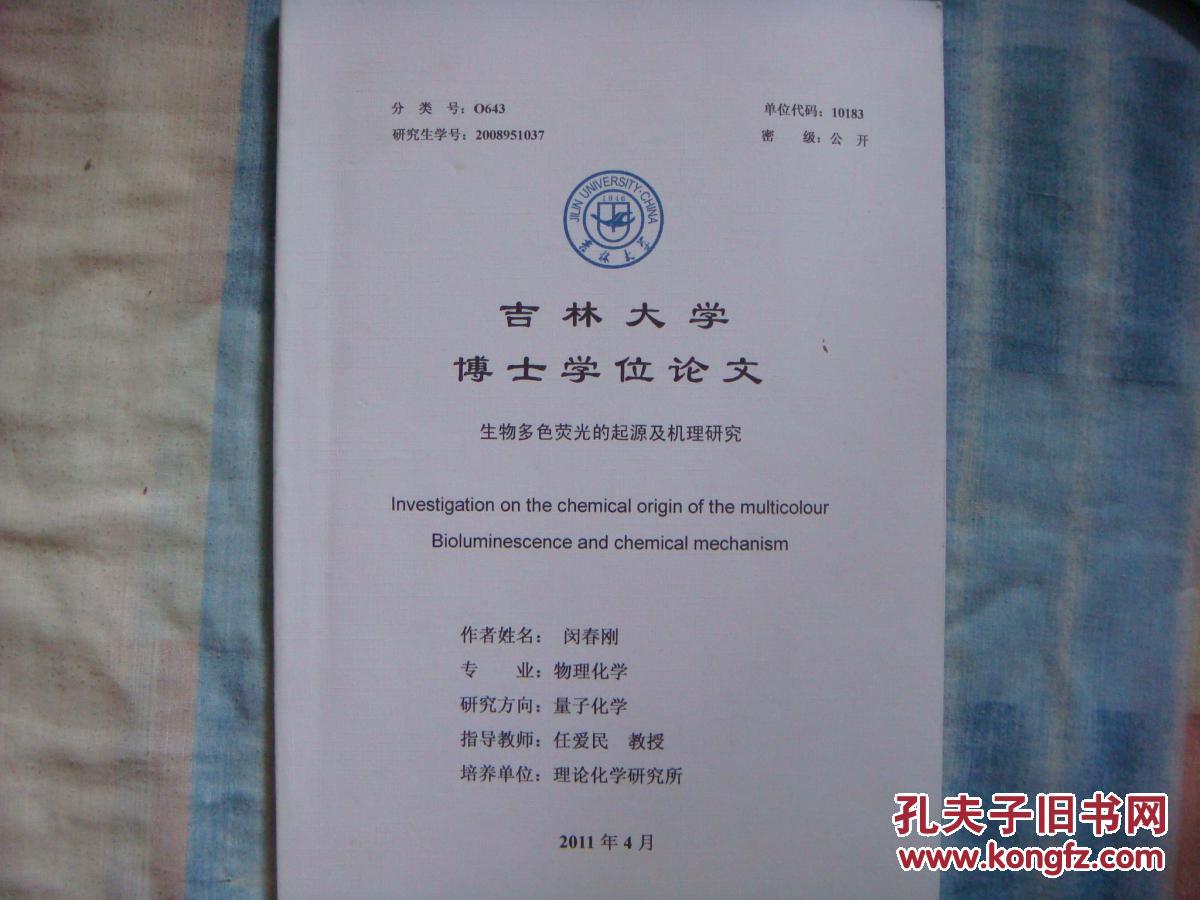 分 类 号：O643
单位代码：10183
研究生学号：2008951037
密 级：公 开
JILIN UNIVERSITY·CHINA
1946
吉林大学
吉林大学
博士学位论文
生物多色荧光的起源及机理研究
Investigation on the chemical origin of the multicolour
Bioluminescence and chemical mechanism
作者姓名： 闵春刚
专 业：物理化学
研究方向：量子化学
指导教师：任爱民 教授
培养单位：理论化学研究所
2011 年 4 月
孔夫子旧书网
www.kongfz.com